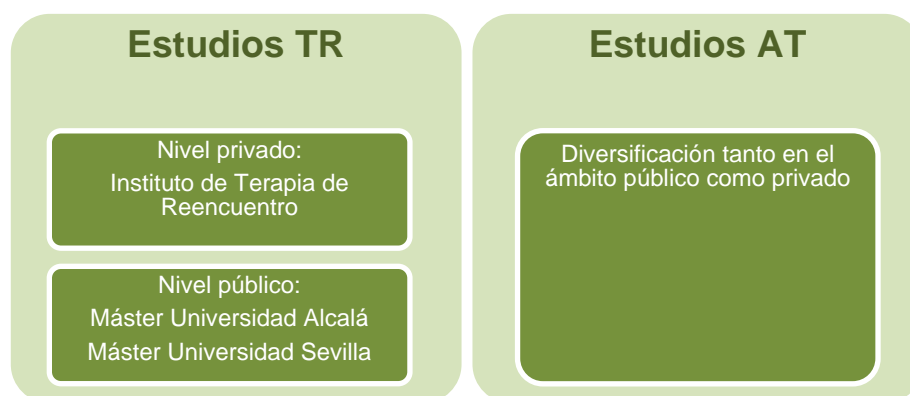 Estudios TR
Nivel privado:
Instituto de Terapia de
Reencuentro
Nivel público:
Máster Universidad Alcalá
Máster Universidad Sevilla
Estudios AT
Diversificación tanto en el
ámbito público como privado